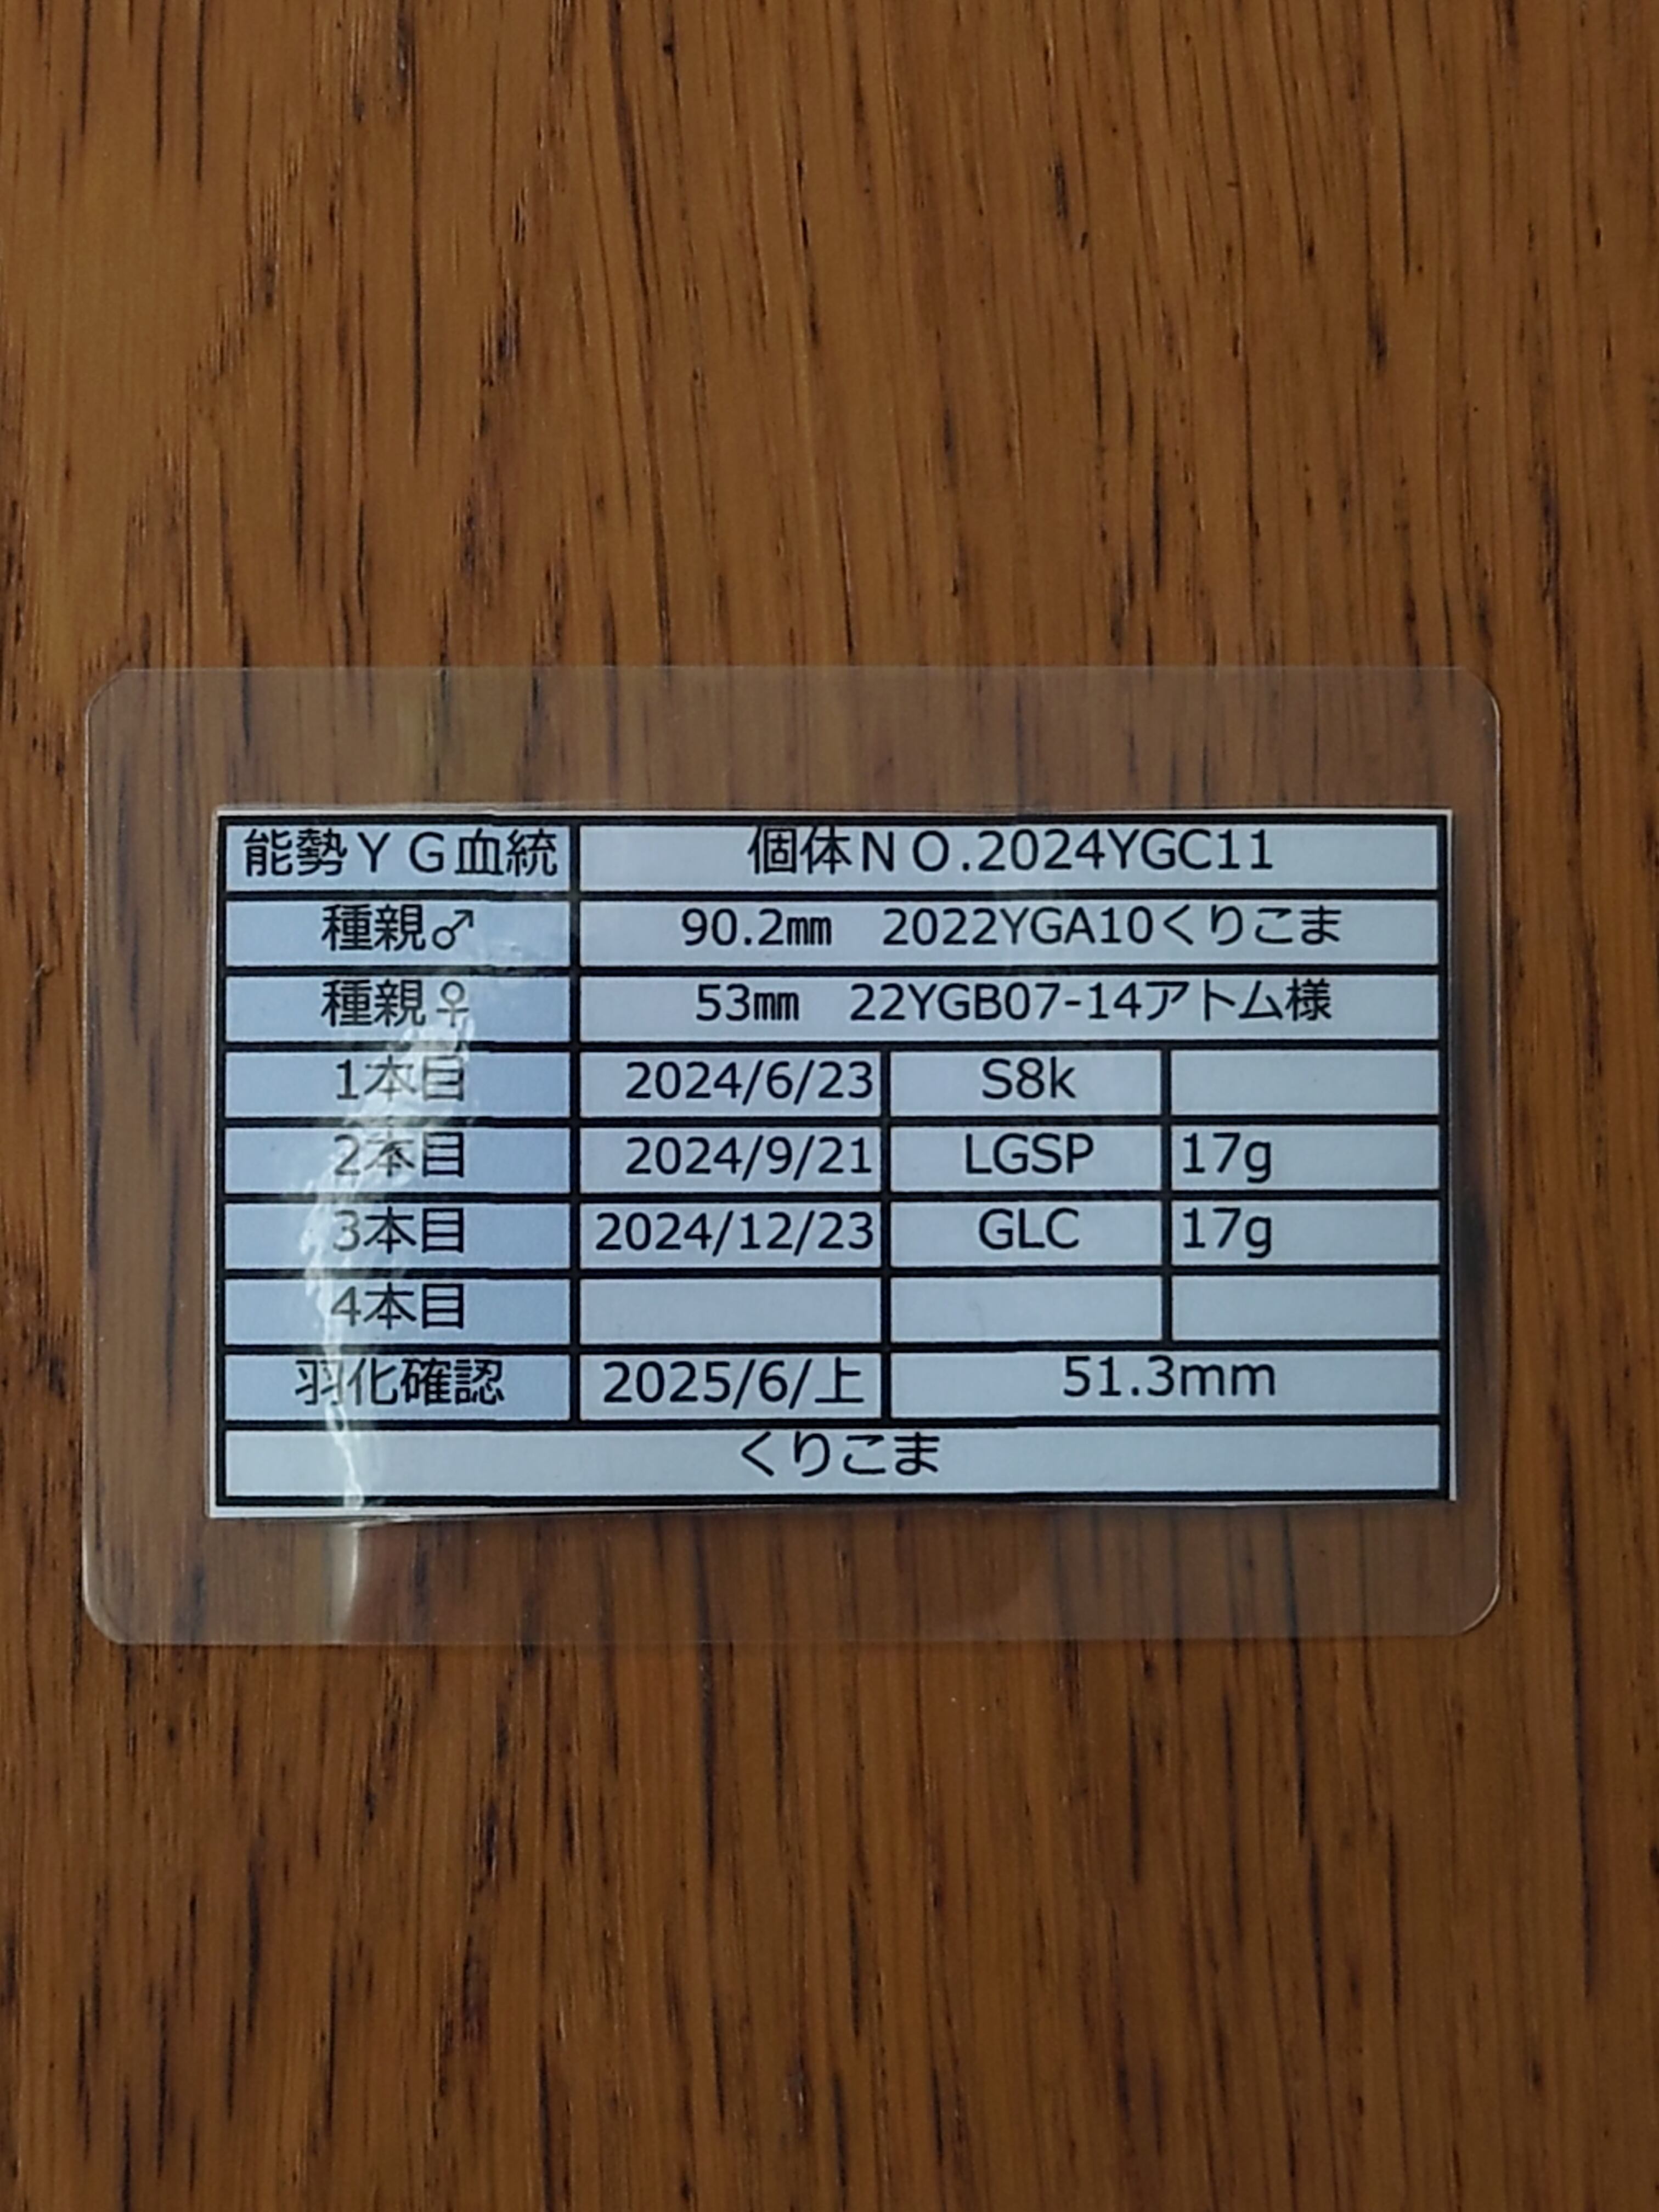 能勢ＹＧ血統 個体ＮＯ.2024YGC11
種親♂ 90.2㎜　2022YGA10くりこま
種親♀ 53㎜　22YGB07-14アトム様
1本目 2024/6/23 S8k
2本目 2024/9/21 LGSP 17g
3本目 2024/12/23 GLC 17g
4本目
羽化確認 2025/6/上 51.3mm
くりこま